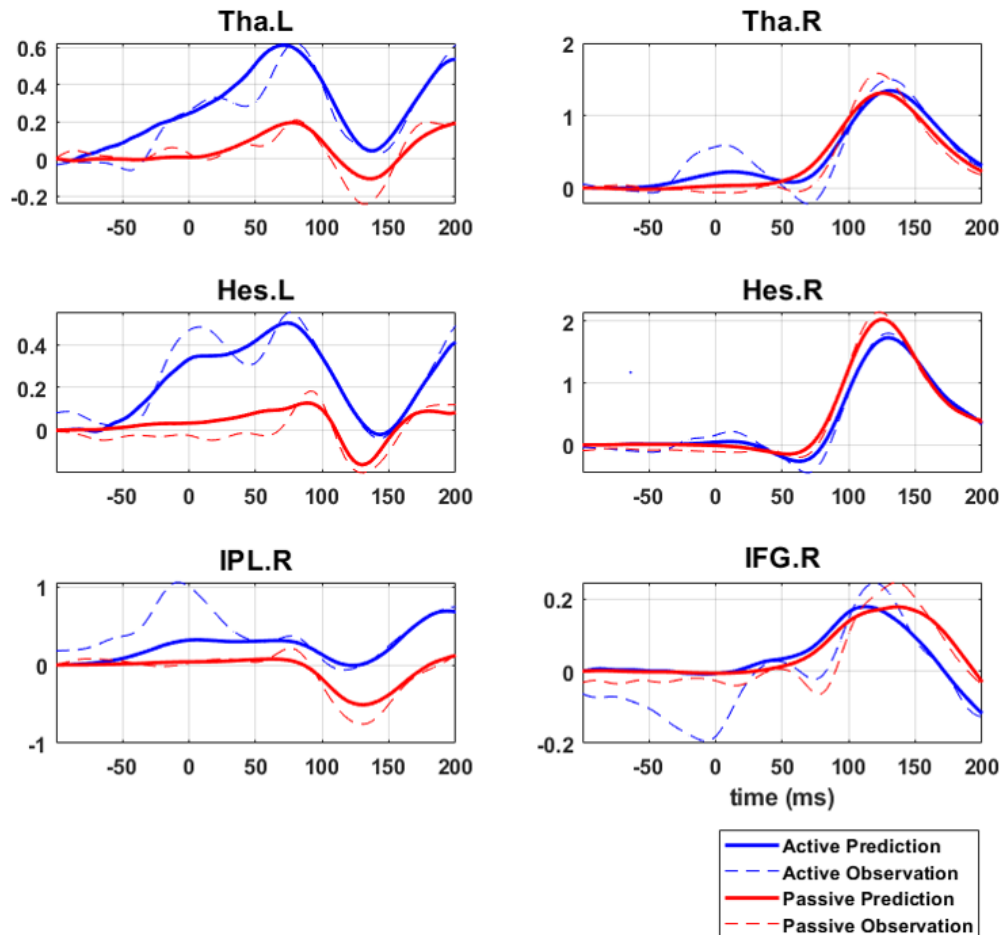 Tha.L
0.6
0.4
0.2
0
-0.2
-50 0 50 100 150 200
Tha.R
2
1
0
-50 0 50 100 150 200
Hes.L
0.4
0.2
0
-50 0 50 100 150 200
Hes.R
2
1
0
-50 0 50 100 150 200
IPL.R
1
0
-1
-50 0 50 100 150 200
IFG.R
0.2
0
-0.2
-50 0 50 100 150 200
time (ms)
Active Prediction
Active Observation
Passive Prediction
Passive Observation